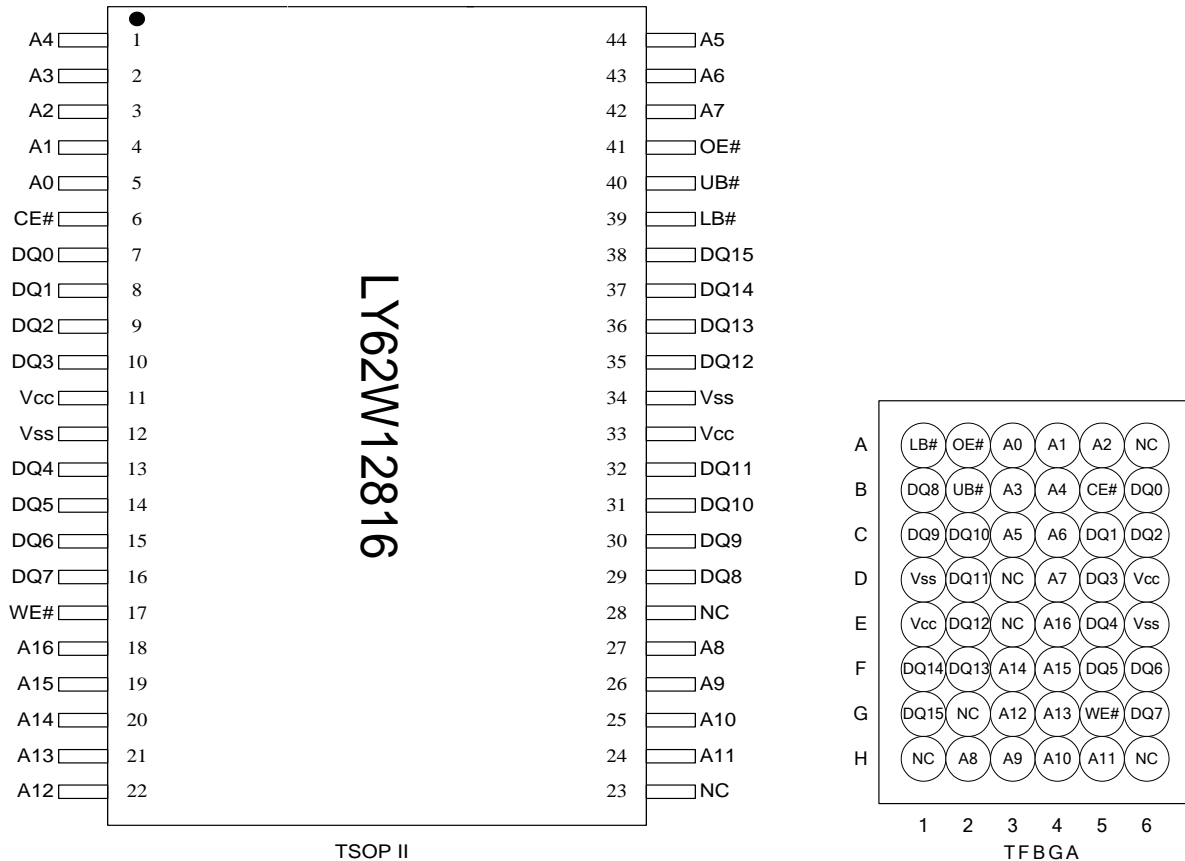 A4 1 44 A5
A3 2 43 A6
A2 3 42 A7
A1 4 41 OE#
A0 5 40 UB#
CE# 6 39 LB#
DQ0 7 38 DQ15
DQ1 8 37 DQ14
DQ2 9 36 DQ13
DQ3 10 35 DQ12
Vcc 11 34 Vss
Vss 12 33 Vcc
DQ4 13 32 DQ11
DQ5 14 31 DQ10
DQ6 15 30 DQ9
DQ7 16 29 DQ8
WE# 17 28 NC
A16 18 27 A8
A15 19 26 A9
A14 20 25 A10
A13 21 24 A11
A12 22 23 NC
LY62W12816
TSOP II
A LB# OE# A0 A1 A2 NC
B DQ8 UB# A3 A4 CE# DQ0
C DQ9 DQ10 A5 A6 DQ1 DQ2
D Vss DQ11 NC A7 DQ3 Vcc
E Vcc DQ12 NC A16 DQ4 Vss
F DQ14 DQ13 A14 A15 DQ5 DQ6
G DQ15 NC A12 A13 WE# DQ7
H NC A8 A9 A10 A11 NC
1 2 3 4 5 6
TFBGA